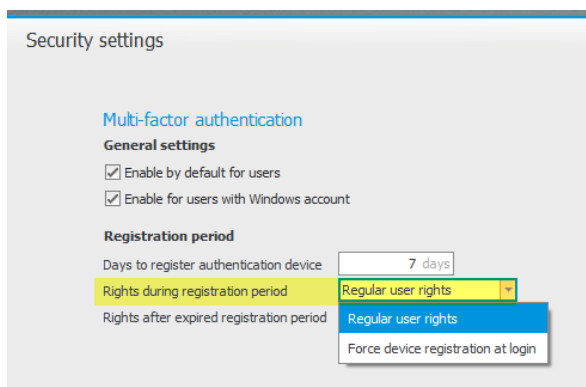 Security settings
Multi-factor authentication
General settings
Enable by default for users
Enable for users with Windows account
Registration period
Days to register authentication device 7 days
Rights during registration period Regular user rights
Rights after expired registration period Regular user rights
Force device registration at login